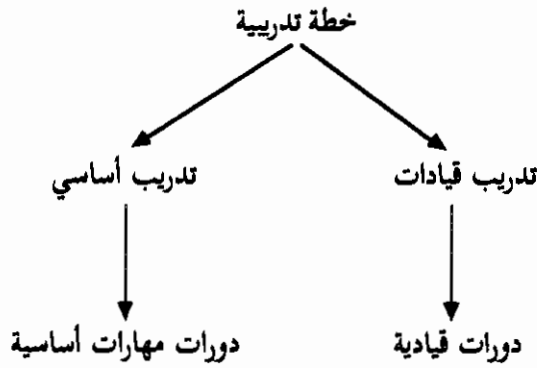 خطة تدريبية
تدريب قيادات
تدريب أساسي
دورات قيادية
دورات مهارات أساسية